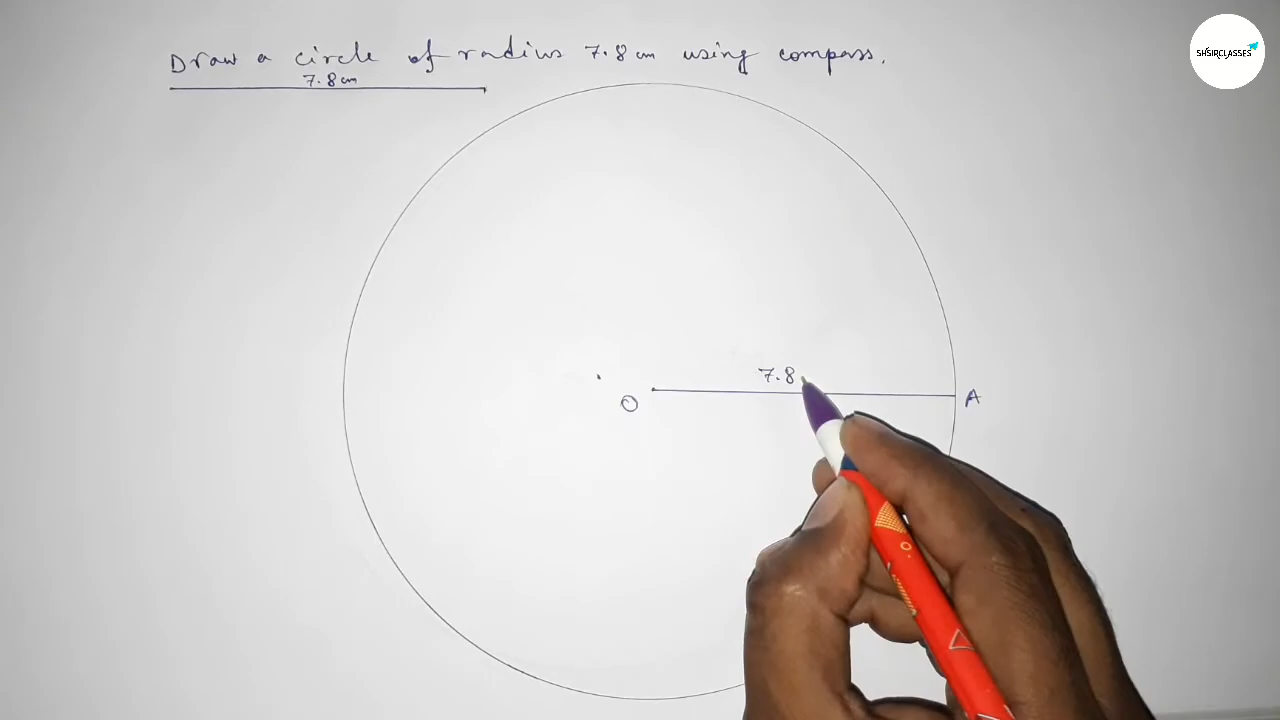 Draw a circle of radius 7.8 cm using compass.
7.8 cm
SHSIRCLASSES
7.8
O
A